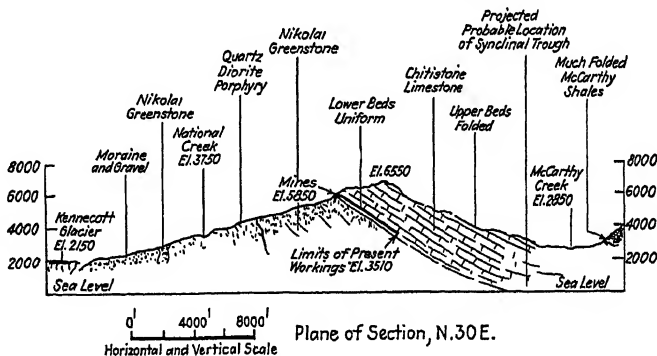 Projected
Probable Location
of Synclinal Trough
Nikolai
Greenstone
Quartz
Diorite
Porphyry
Much Folded
McCarthy
Shales
Nikolai
Greenstone
Lower Beds
Uniform
Chitistone
Limestone
National
Creek
El.3750
Upper Beds
Folded
Moraine
and Gravel
8000
6000
4000
2000
Mines
El.5850
El.6550
McCarthy
Creek
El.2850
8000
6000
4000
2000
Kennecott
Glacier
El.2150
Limits of Present
Workings El.3510
Sea Level
Sea Level
0' 4000' 8000'
Horizontal and Vertical Scale
Plane of Section, N.30E.